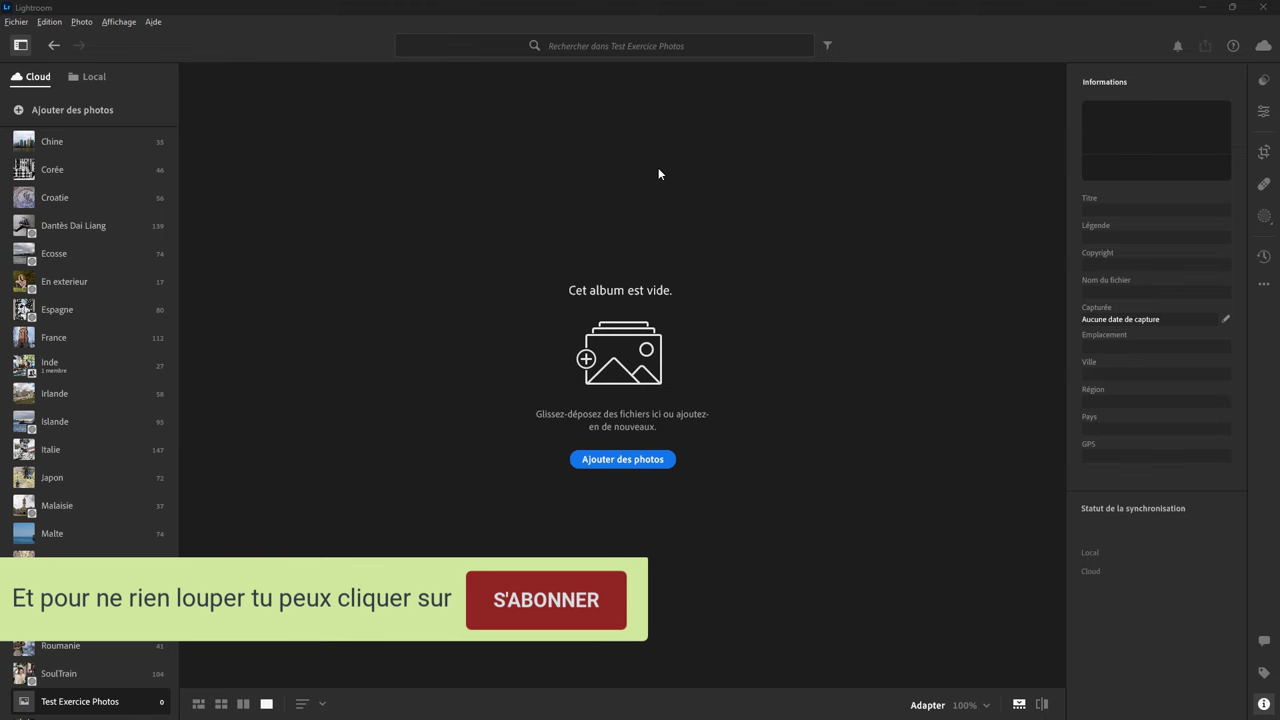 Lr Lightroom
Fichier Edition Photo Affichage Aide
Rechercher dans Test Exercice Photos
Cloud Local
Ajouter des photos
Chine 35
Corée 46
Croatie 56
Dantès Dai Liang 139
Ecosse 74
En exterieur 17
Espagne 80
France 112
Inde 27
1 membre
Irlande 58
Islande 95
Italie 147
Japon 72
Malaisie 37
Malte 74
Roumanie 41
SoulTrain 104
Test Exercice Photos 0
Cet album est vide.
Glissez-déposez des fichiers ici ou ajoutez-
en de nouveaux.
Ajouter des photos
Et pour ne rien louper tu peux cliquer sur S'ABONNER
Adapter 100%
Informations
Titre
Légende
Copyright
Nom du fichier
Capturée
Aucune date de capture
Emplacement
Ville
Région
Pays
GPS
Statut de la synchronisation
Local
Cloud